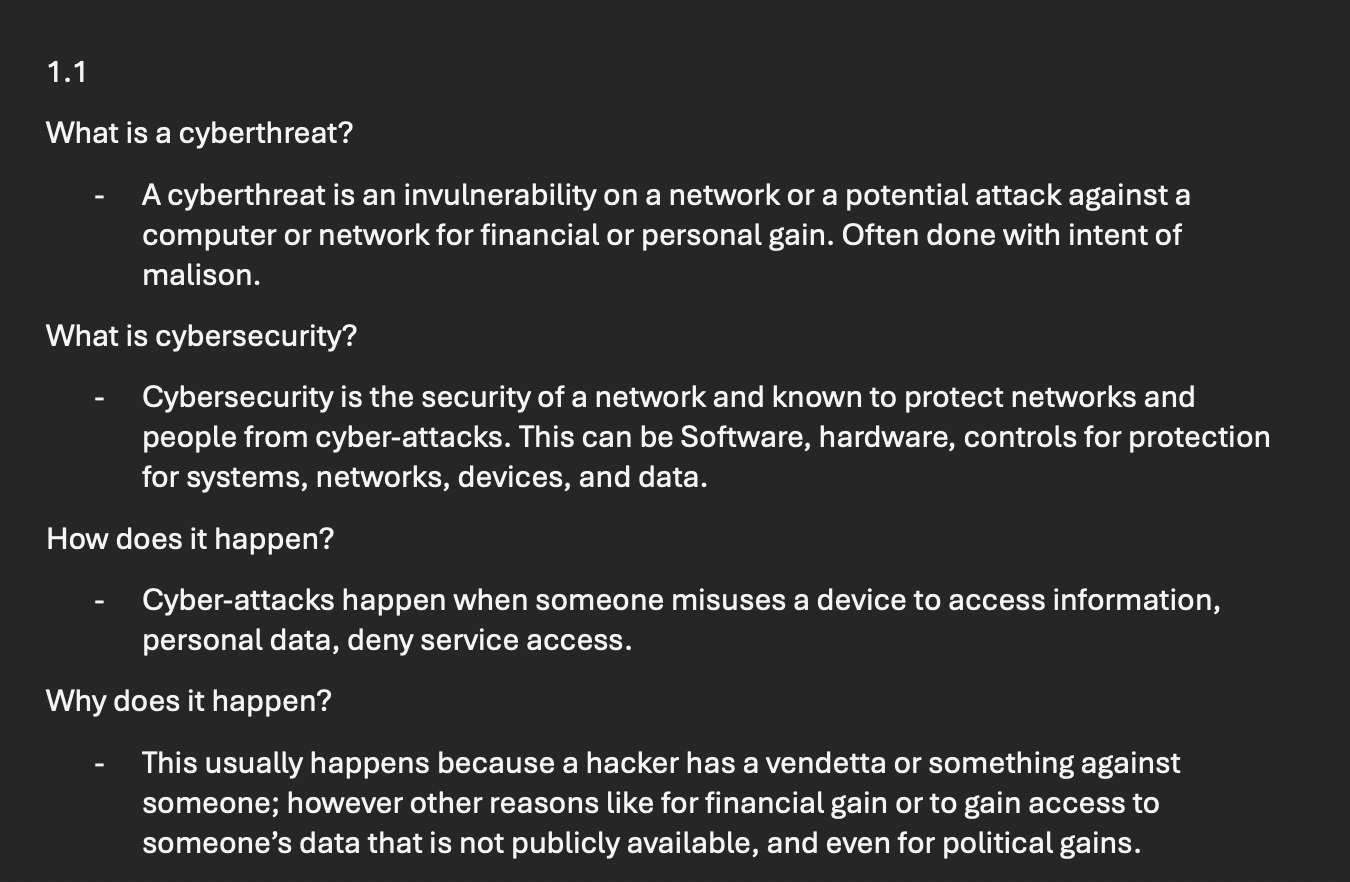 1.1
What is a cyberthreat?
- A cyberthreat is an invulnerability on a network or a potential attack against a
computer or network for financial or personal gain. Often done with intent of
malison.
What is cybersecurity?
- Cybersecurity is the security of a network and known to protect networks and
people from cyber-attacks. This can be Software, hardware, controls for protection
for systems, networks, devices, and data.
How does it happen?
- Cyber-attacks happen when someone misuses a device to access information,
personal data, deny service access.
Why does it happen?
- This usually happens because a hacker has a vendetta or something against
someone; however other reasons like for financial gain or to gain access to
someone’s data that is not publicly available, and even for political gains.